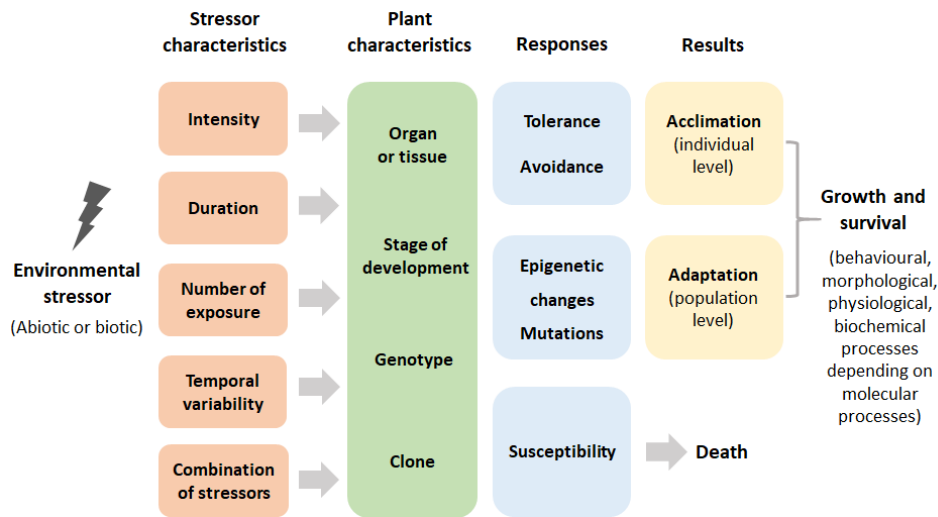 Stressor
characteristics
Plant
characteristics
Responses
Results
Environmental
stressor
(Abiotic or biotic)
Intensity
Duration
Number of
exposure
Temporal
variability
Combination
of stressors
Organ
or tissue
Stage of
development
Genotype
Clone
Tolerance
Avoidance
Epigenetic
changes
Mutations
Susceptibility
Acclimation
(individual
level)
Adaptation
(population
level)
Death
Growth and
survival
(behavioural,
morphological,
physiological,
biochemical
processes
depending on
molecular
processes)